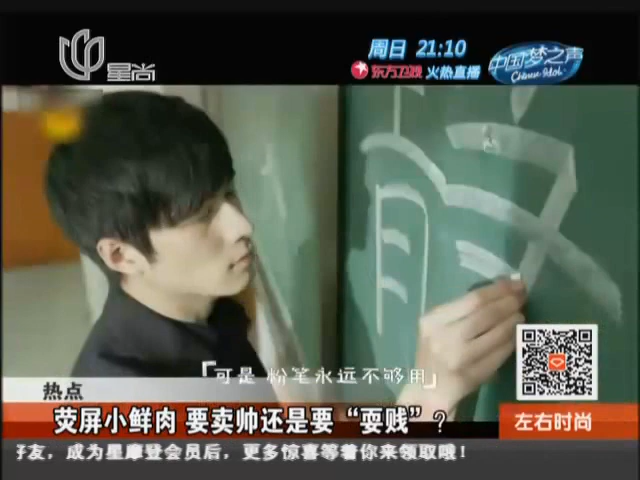 星尚
周日 21:10
东方卫视 火热直播
中国梦之声
Chinese Idol
「可是 粉笔永远不够用」
热点
荧屏小鲜肉 要卖帅还是要“耍贱”？
左右时尚
友，成为星摩登会员后，更多惊喜等着你来领取哦！